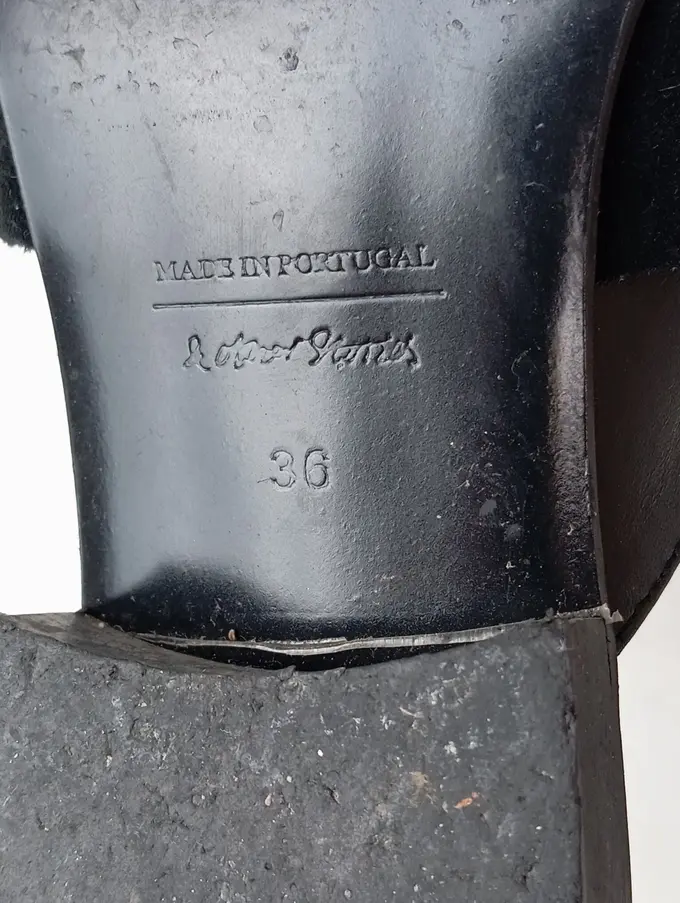 MADE IN PORTUGAL
& other Stories
36